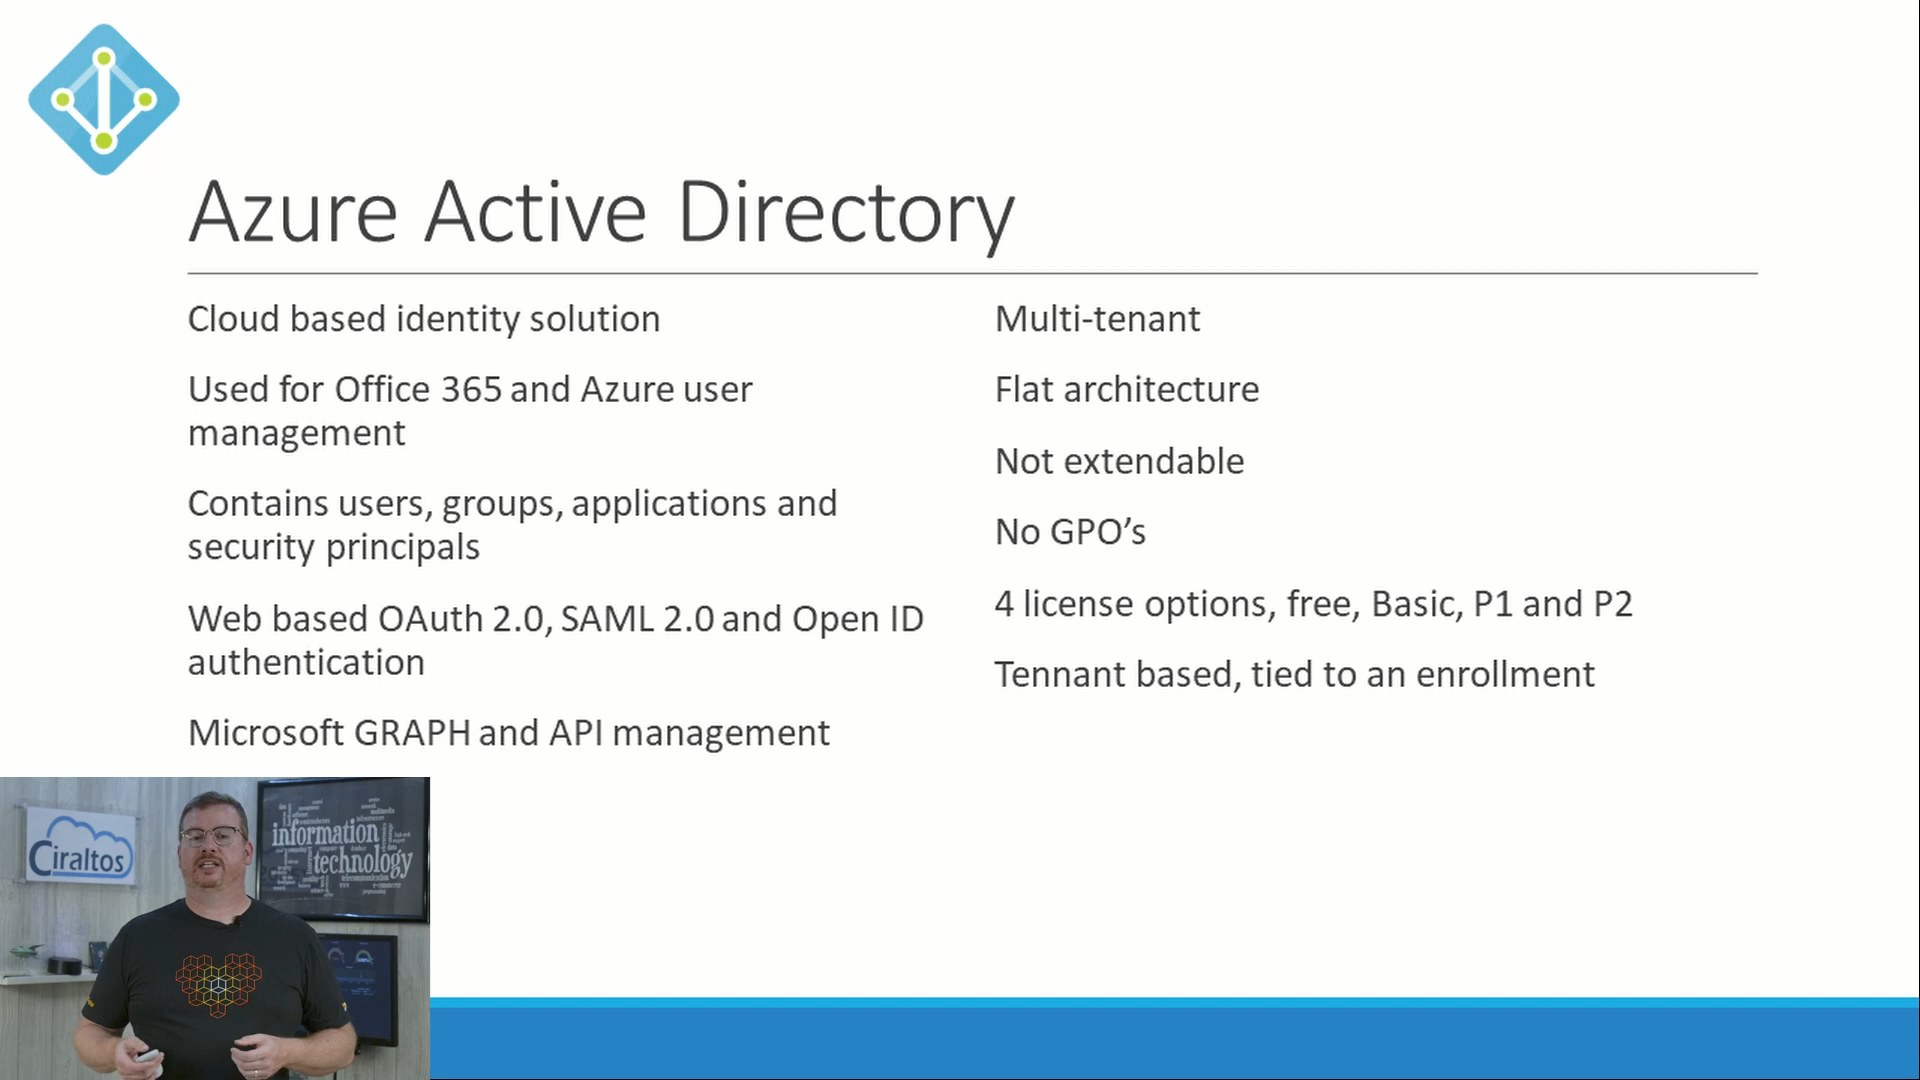 Azure Active Directory
Cloud based identity solution
Used for Office 365 and Azure user
management
Contains users, groups, applications and
security principals
Web based OAuth 2.0, SAML 2.0 and Open ID
authentication
Microsoft GRAPH and API management
Multi-tenant
Flat architecture
Not extendable
No GPO’s
4 license options, free, Basic, P1 and P2
Tennant based, tied to an enrollment
Ciraltos
information
technology